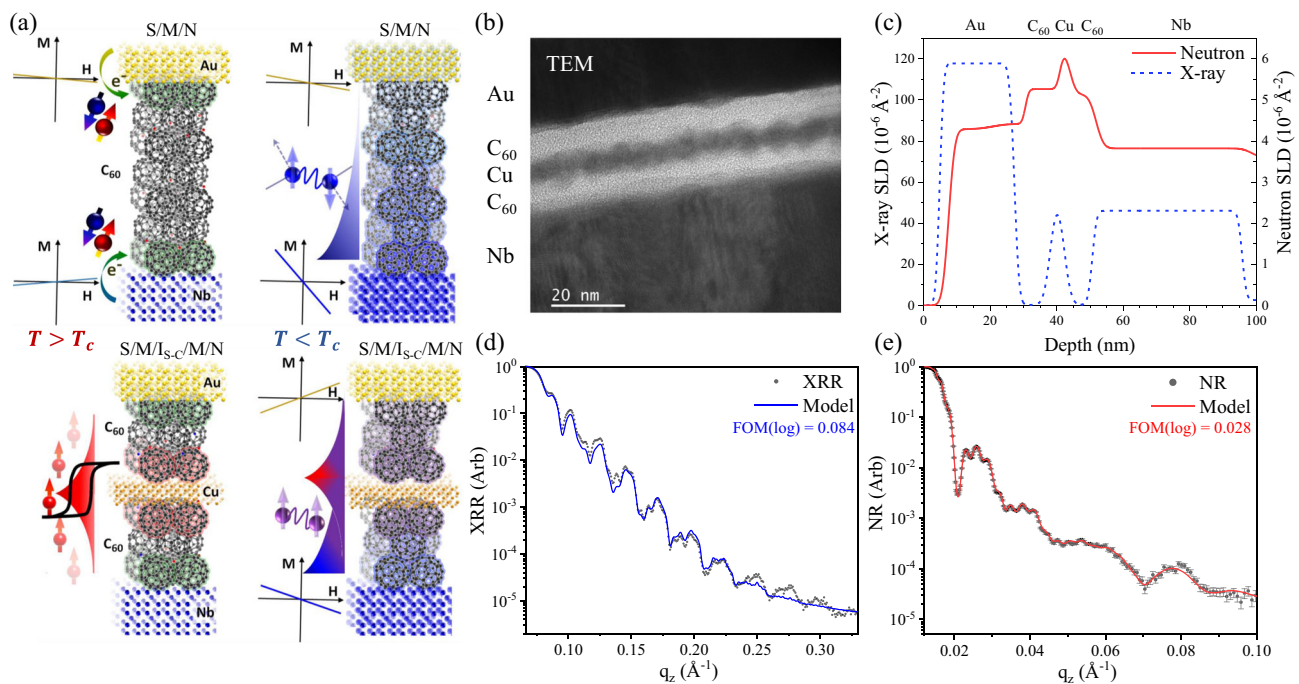 (a)
S/M/N
S/M/N
M
H
Au
e⁻
C₆₀
M
H
e⁻
Nb
M
H
M
H
T > T_c
T < T_c
S/M/I_S-C/M/N
S/M/I_S-C/M/N
Au
C₆₀
Cu
C₆₀
Nb
M
H
M
H
(b)
TEM
Au
C₆₀
Cu
C₆₀
Nb
20 nm
(c)
Au C₆₀ Cu C₆₀ Nb
Neutron
X-ray
X-ray SLD (10⁻⁶ Å⁻²)
120
100
80
60
40
20
0
Neutron SLD (10⁻⁶ Å⁻²)
6
5
4
3
2
1
0
0 20 40 60 80 100
Depth (nm)
(d)
XRR
Model
FOM(log) = 0.084
XRR (Arb)
10⁰
10⁻¹
10⁻²
10⁻³
10⁻⁴
10⁻⁵
0.10 0.15 0.20 0.25 0.30
q_z (Å⁻¹)
(e)
NR
Model
FOM(log) = 0.028
NR (Arb)
10⁰
10⁻¹
10⁻²
10⁻³
10⁻⁴
10⁻⁵
0.02 0.04 0.06 0.08 0.10
q_z (Å⁻¹)